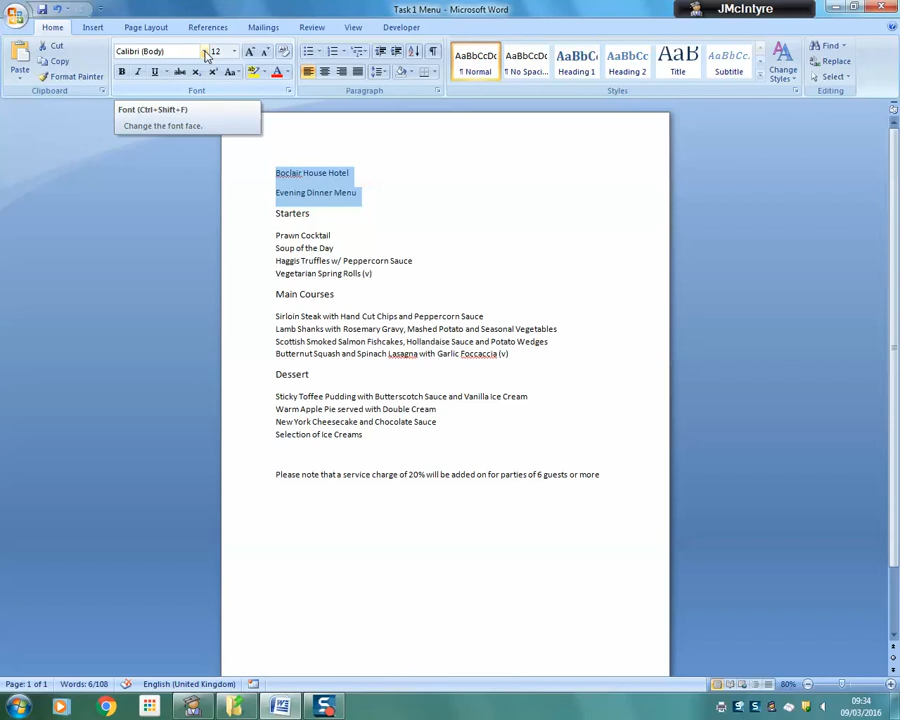 Task1 Menu - Microsoft Word
JMcIntyre
Home Insert Page Layout References Mailings Review View Developer
Paste
Cut
Copy
Format Painter
Clipboard
Calibri (Body) 12
B I U abc x₂ x² Aa A
Font
Paragraph
AaBbCcDc AaBbCcDc AaBbCc AaBbCc AaB AaBbCc.
¶ Normal ¶ No Spaci... Heading 1 Heading 2 Title Subtitle
Change Styles
Styles
Find
Replace
Select
Editing
Font (Ctrl+Shift+F)
Change the font face.
Boclair House Hotel
Evening Dinner Menu
Starters
Prawn Cocktail
Soup of the Day
Haggis Truffles w/ Peppercorn Sauce
Vegetarian Spring Rolls (v)
Main Courses
Sirloin Steak with Hand Cut Chips and Peppercorn Sauce
Lamb Shanks with Rosemary Gravy, Mashed Potato and Seasonal Vegetables
Scottish Smoked Salmon Fishcakes, Hollandaise Sauce and Potato Wedges
Butternut Squash and Spinach Lasagna with Garlic Foccaccia (v)
Dessert
Sticky Toffee Pudding with Butterscotch Sauce and Vanilla Ice Cream
Warm Apple Pie served with Double Cream
New York Cheesecake and Chocolate Sauce
Selection of Ice Creams
Please note that a service charge of 20% will be added on for parties of 6 guests or more
Page: 1 of 1 Words: 6/108 English (United Kingdom) 80%
09:34
09/03/2016